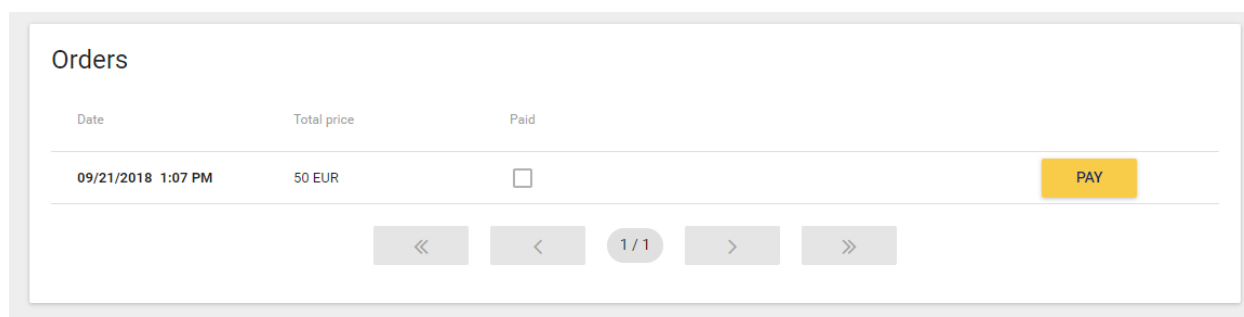 Orders
Date Total price Paid
09/21/2018 1:07 PM 50 EUR PAY
1 / 1